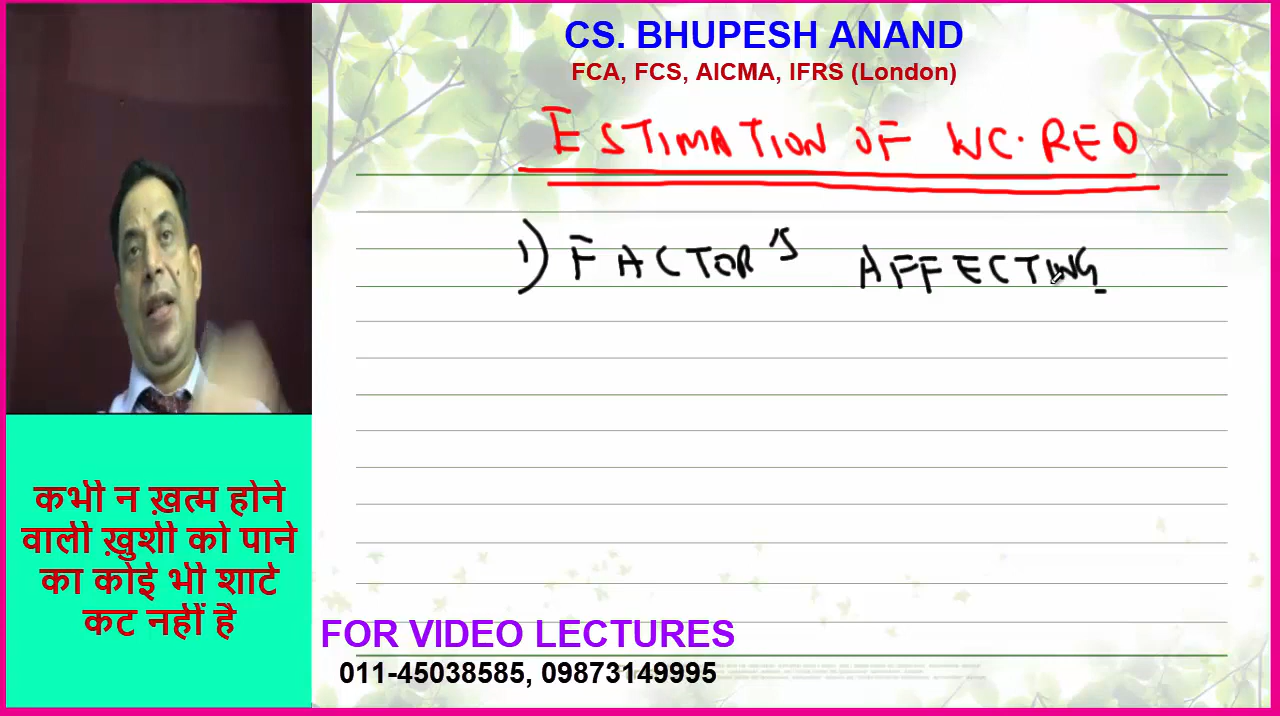 CS. BHUPESH ANAND
FCA, FCS, AICMA, IFRS (London)
ESTIMATION OF WC. REQ
1) FACTOR'S AFFECTING
कभी न ख़त्म होने
वाली ख़ुशी को पाने
का कोई भी शार्ट
कट नहीं है
FOR VIDEO LECTURES
011-45038585, 09873149995